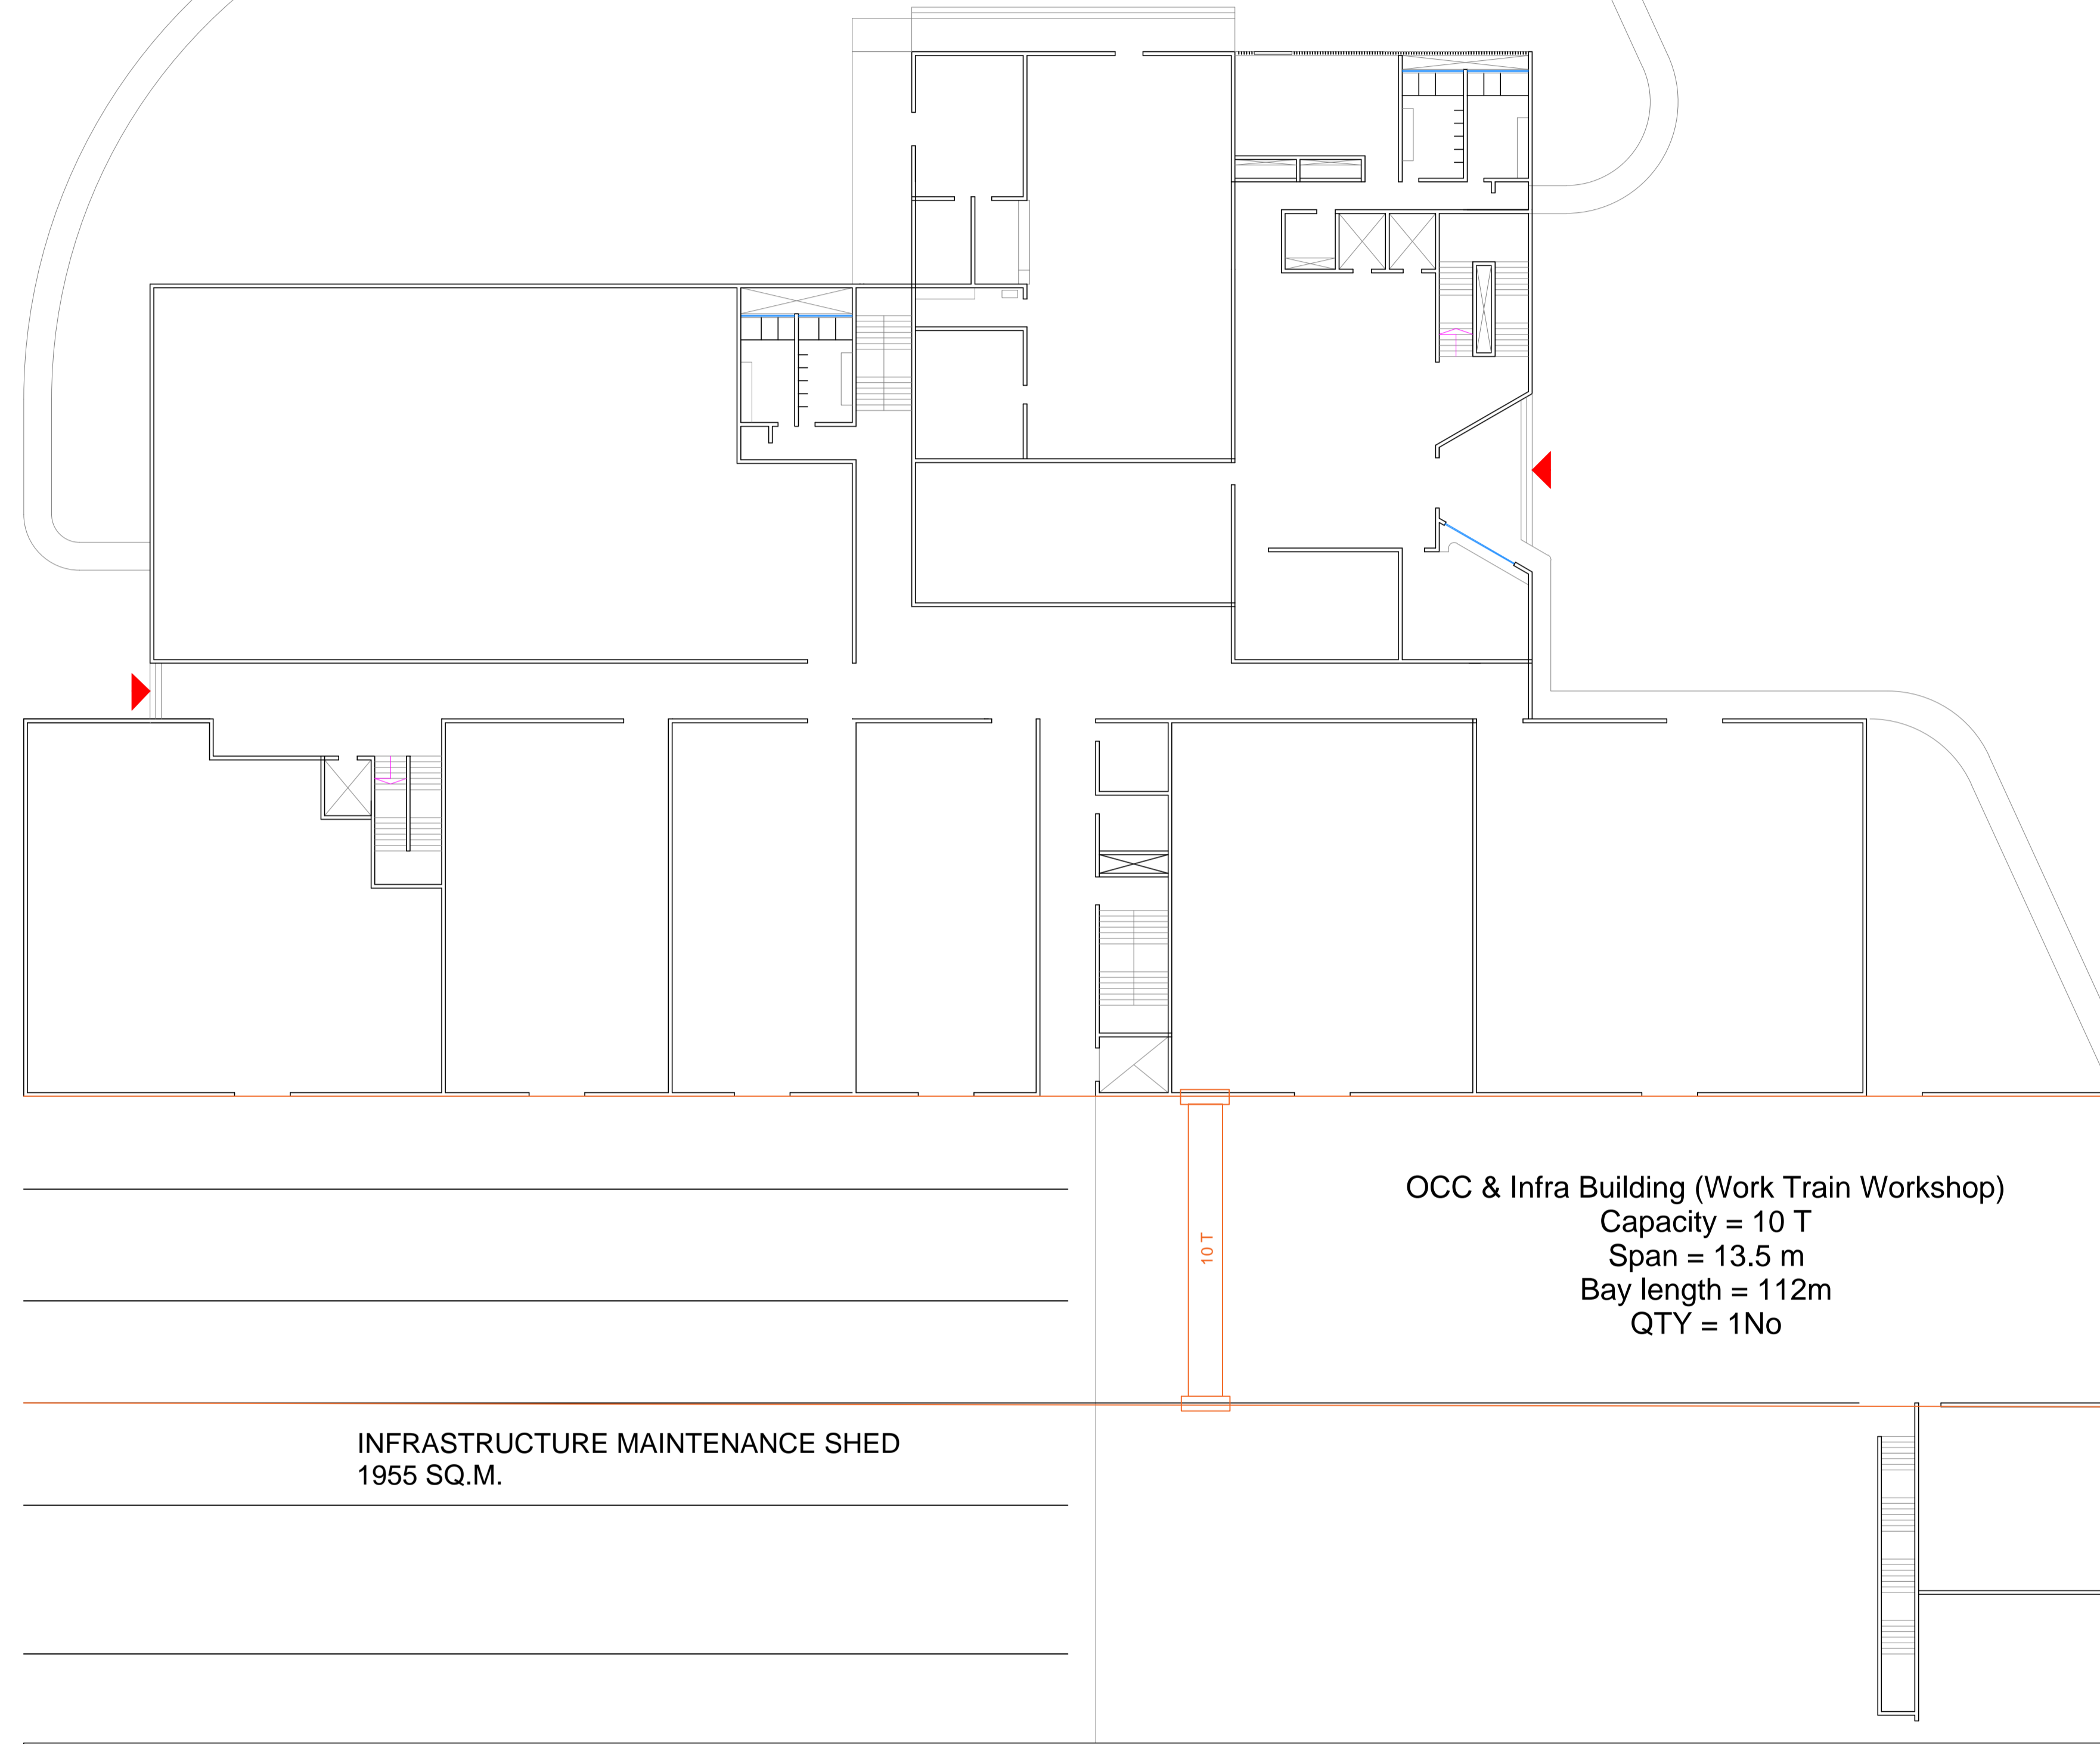 OCC & Infra Building (Work Train Workshop)
Capacity = 10 T
Span = 13.5 m
Bay length = 112m
QTY = 1No
10 T
INFRASTRUCTURE MAINTENANCE SHED
1955 SQ.M.